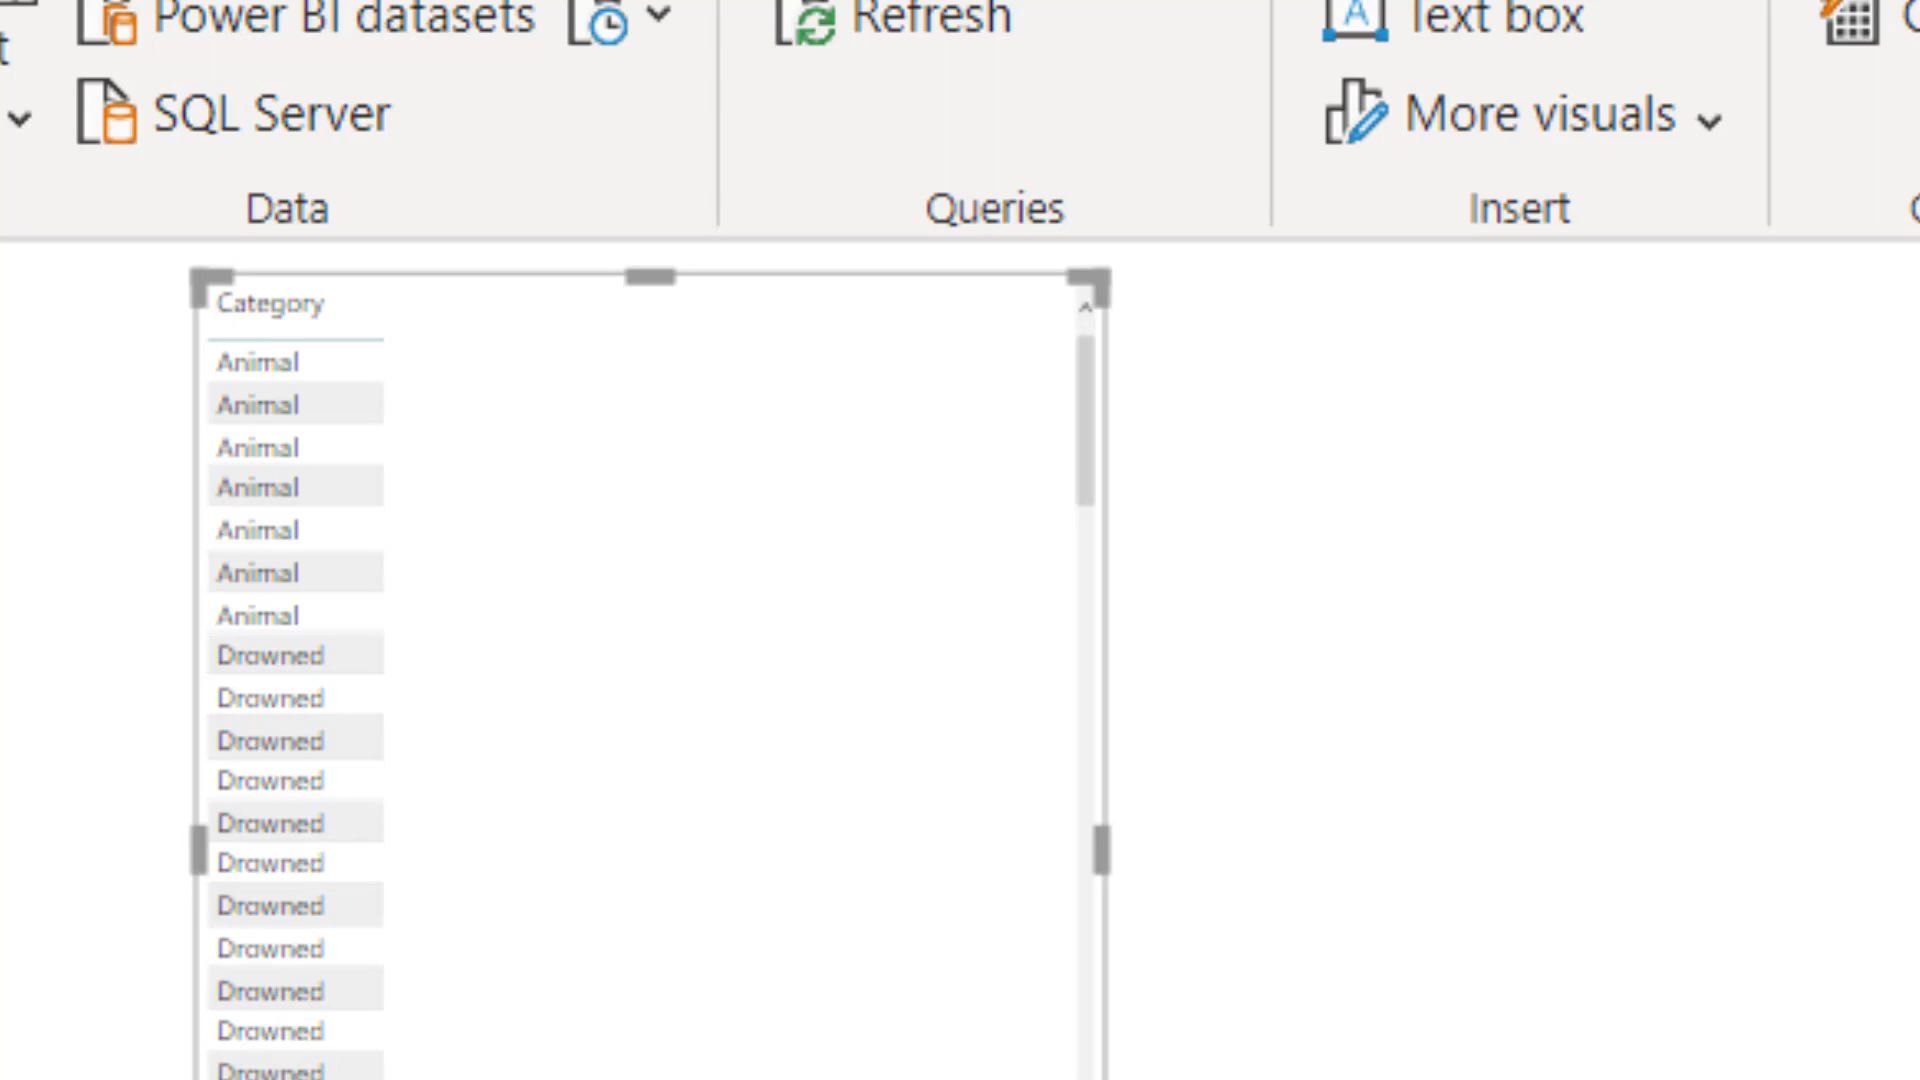 Power BI datasets
Refresh
Text box
SQL Server
More visuals
Data
Queries
Insert
Category
Animal
Animal
Animal
Animal
Animal
Animal
Animal
Drowned
Drowned
Drowned
Drowned
Drowned
Drowned
Drowned
Drowned
Drowned
Drowned
Drowned